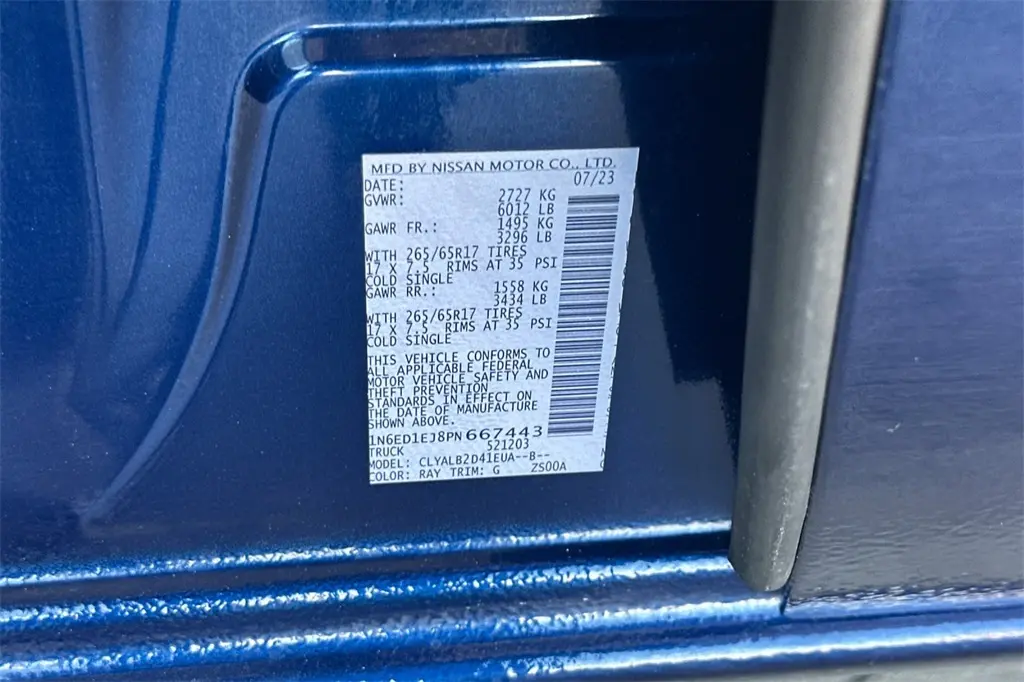 MFD BY NISSAN MOTOR CO., LTD.
DATE: 07/23
GVWR: 2727 KG
6012 LB
GAWR FR.: 1495 KG
3296 LB
WITH 265/65R17 TIRES
17 X 7.5 RIMS AT 35 PSI
COLD SINGLE
GAWR RR.: 1558 KG
3434 LB
WITH 265/65R17 TIRES
17 X 7.5 RIMS AT 35 PSI
COLD SINGLE
THIS VEHICLE CONFORMS TO
ALL APPLICABLE FEDERAL
MOTOR VEHICLE SAFETY AND
THEFT PREVENTION
STANDARDS IN EFFECT ON
THE DATE OF MANUFACTURE
SHOWN ABOVE.
1N6ED1EJ8PN667443
TRUCK 521203
MODEL: CLYALB2D41EUA--B--
COLOR: RAY TRIM: G ZS00A